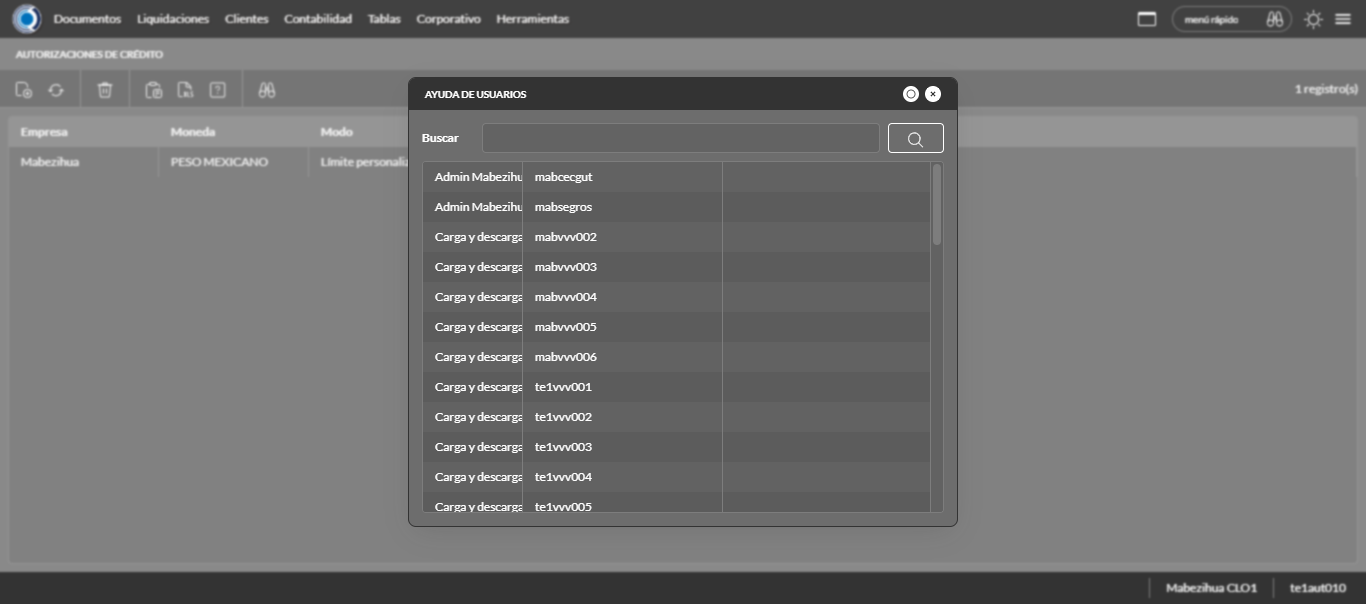 Documentos Liquidaciones Clientes Contabilidad Tablas Corporativo Herramientas menú rápido
AUTORIZACIONES DE CRÉDITO
1 registro(s)
AYUDA DE USUARIOS
Buscar
Empresa Moneda Modo
Mabezihua PESO MEXICANO Límite personaliz
Admin Mabezihu mabcecgut
Admin Mabezihu mabsegros
Carga y descarga mabvvv002
Carga y descarga mabvvv003
Carga y descarga mabvvv004
Carga y descarga mabvvv005
Carga y descarga mabvvv006
Carga y descarga te1vvv001
Carga y descarga te1vvv002
Carga y descarga te1vvv003
Carga y descarga te1vvv004
Carga y descarga te1vvv005
Mabezihua CLO1 te1aut010